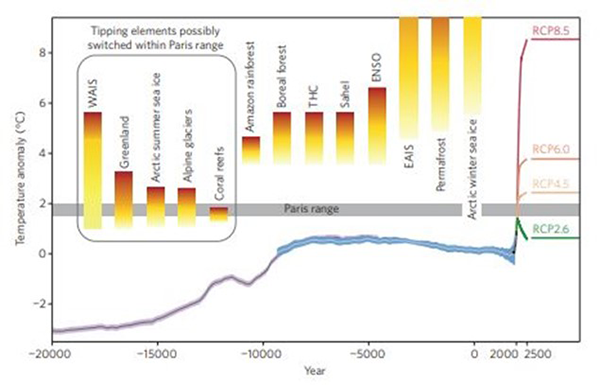 Tipping elements possibly
switched within Paris range
WAIS
Greenland
Arctic summer sea ice
Alpine glaciers
Coral reefs
Amazon rainforest
Boreal forest
THC
Sahel
ENSO
EAIS
Permafrost
Arctic winter sea ice
RCP8.5
RCP6.0
RCP4.5
RCP2.6
Paris range
Temperature anomaly (°C)
8
6
4
2
0
−2
−20000 −15000 −10000 −5000 0 2000 2500
Year